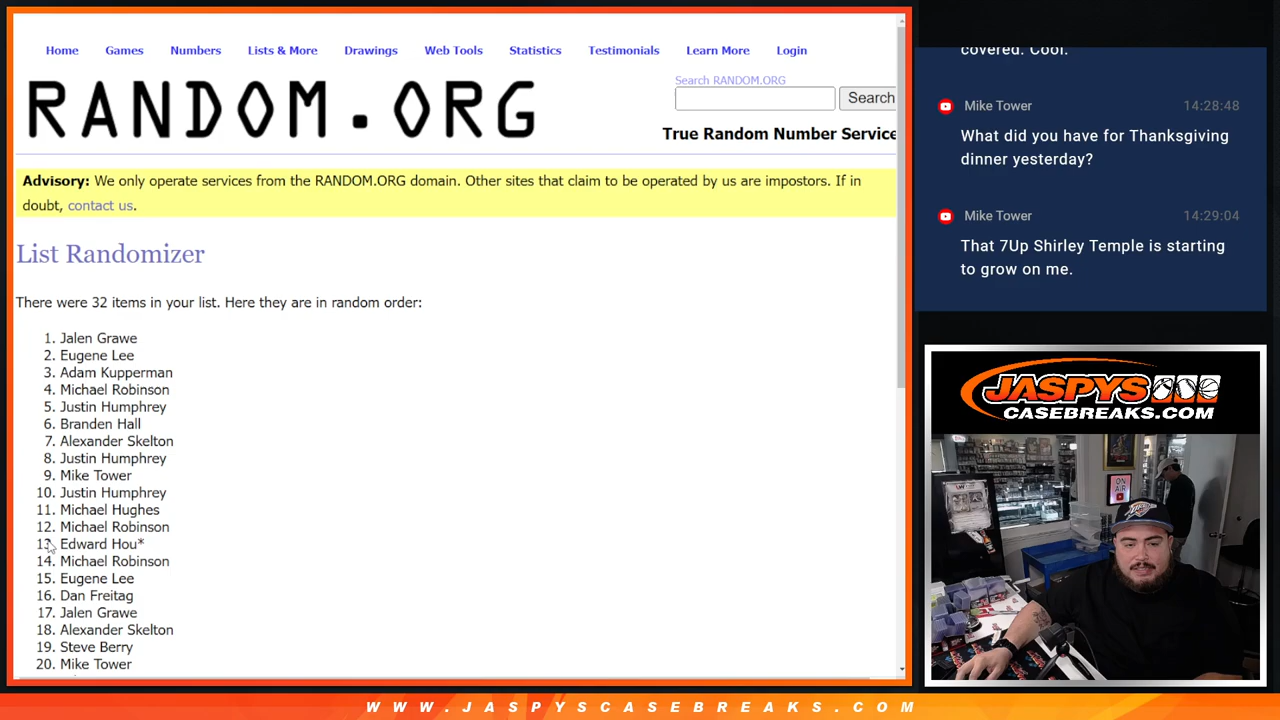 Home Games Numbers Lists & More Drawings Web Tools Statistics Testimonials Learn More Login
RANDOM.ORG
Search RANDOM.ORG
Search
True Random Number Service
Advisory: We only operate services from the RANDOM.ORG domain. Other sites that claim to be operated by us are impostors. If in
doubt, contact us.
List Randomizer
There were 32 items in your list. Here they are in random order:
1. Jalen Grawe
2. Eugene Lee
3. Adam Kupperman
4. Michael Robinson
5. Justin Humphrey
6. Branden Hall
7. Alexander Skelton
8. Justin Humphrey
9. Mike Tower
10. Justin Humphrey
11. Michael Hughes
12. Michael Robinson
13. Edward Hou*
14. Michael Robinson
15. Eugene Lee
16. Dan Freitag
17. Jalen Grawe
18. Alexander Skelton
19. Steve Berry
20. Mike Tower
covered. Cool.
Mike Tower 14:28:48
What did you have for Thanksgiving
dinner yesterday?
Mike Tower 14:29:04
That 7Up Shirley Temple is starting
to grow on me.
JASPYS
CASEBREAKS.COM
ON
AIR
WWW.JASPYSCASEBREAKS.COM